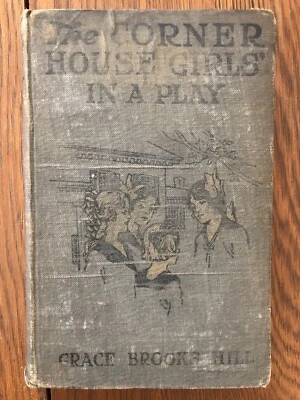 The CORNER
HOUSE GIRLS'
IN A PLAY
GRACE BROOKS HILL